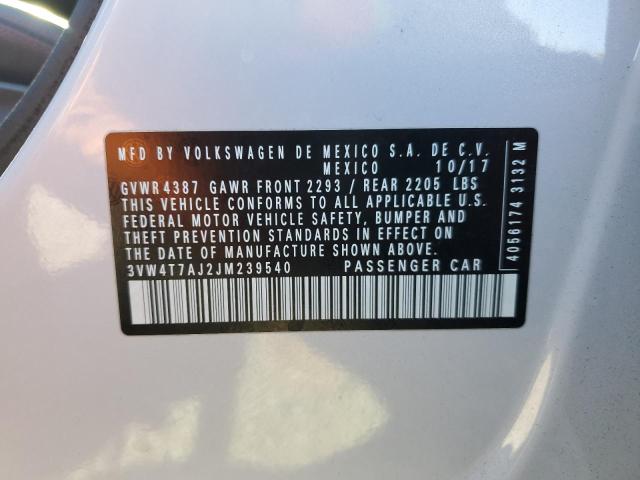 MFD BY VOLKSWAGEN DE MEXICO S.A. DE C.V.
MEXICO 10/17
GVWR 4387 GAWR FRONT 2293 / REAR 2205 LBS
THIS VEHICLE CONFORMS TO ALL APPLICABLE U.S.
FEDERAL MOTOR VEHICLE SAFETY, BUMPER AND
THEFT PREVENTION STANDARDS IN EFFECT ON
THE DATE OF MANUFACTURE SHOWN ABOVE.
3VW4T7AJ2JM239540 PASSENGER CAR
4056174 3132 M